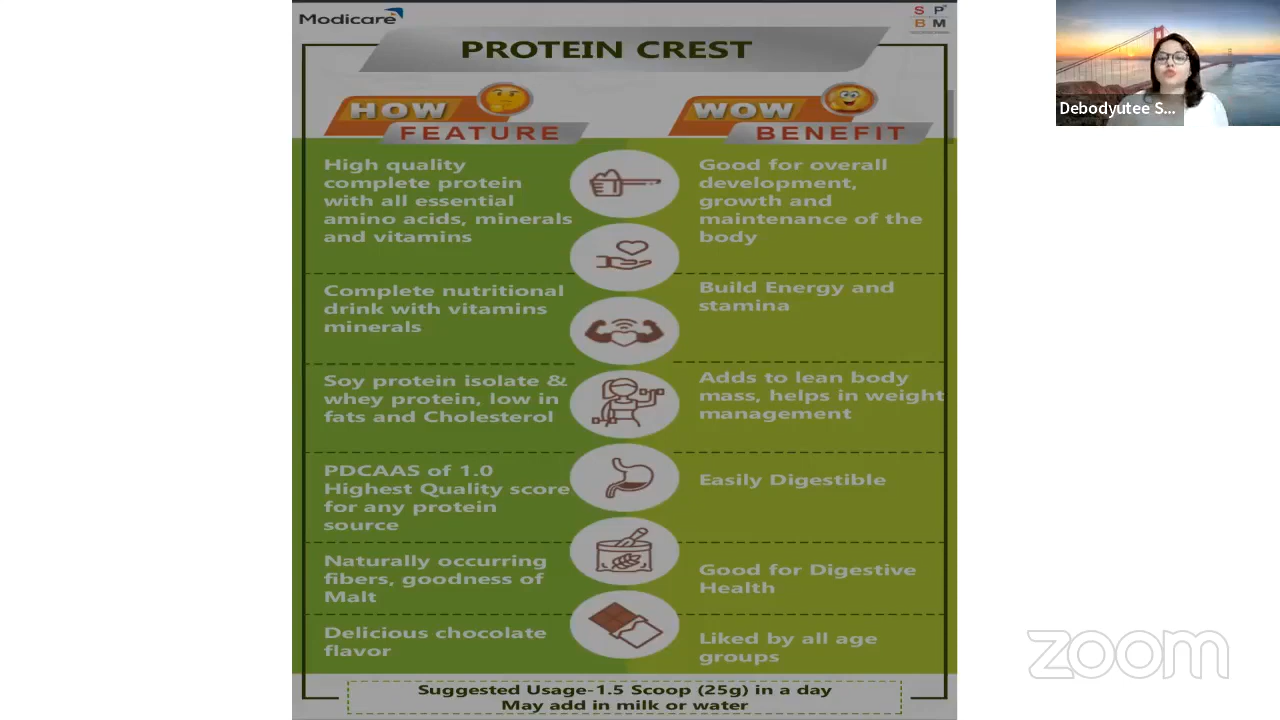 Modicare
S P
B M
PROTEIN CREST
HOW
FEATURE
WOW
BENEFIT
High quality
complete protein
with all essential
amino acids, minerals
and vitamins
Good for overall
development,
growth and
maintenance of the
body
Complete nutritional
drink with vitamins
minerals
Build Energy and
stamina
Soy protein isolate &
whey protein, low in
fats and Cholesterol
Adds to lean body
mass, helps in weight
management
PDCAAS of 1.0
Highest Quality score
for any protein
source
Easily Digestible
Naturally occurring
fibers, goodness of
Malt
Good for Digestive
Health
Delicious chocolate
flavor
Liked by all age
groups
Suggested Usage-1.5 Scoop (25g) in a day
May add in milk or water
Debodyutee S...
zoom